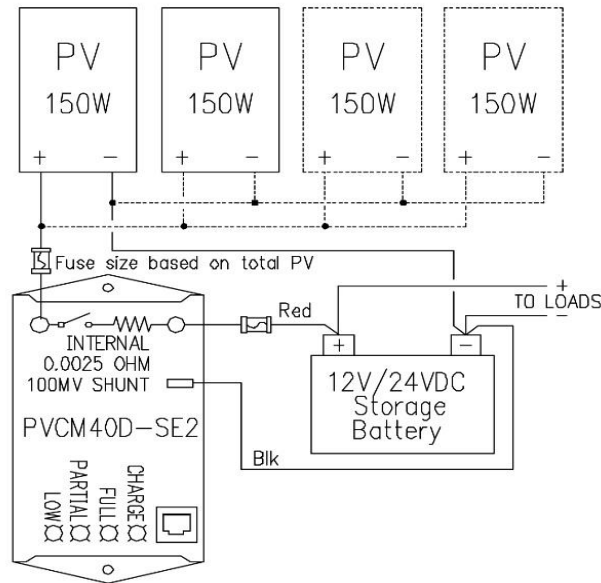 PV
150W
+ −
PV
150W
+ −
PV
150W
+ −
PV
150W
+ −
Fuse size based on total PV
Red
+
TO LOADS
−
INTERNAL
0.0025 OHM
100MV SHUNT
+ −
12V/24VDC
Storage
Battery
PVCM40D-SE2
Blk
LOW
PARTIAL
FULL
CHARGE